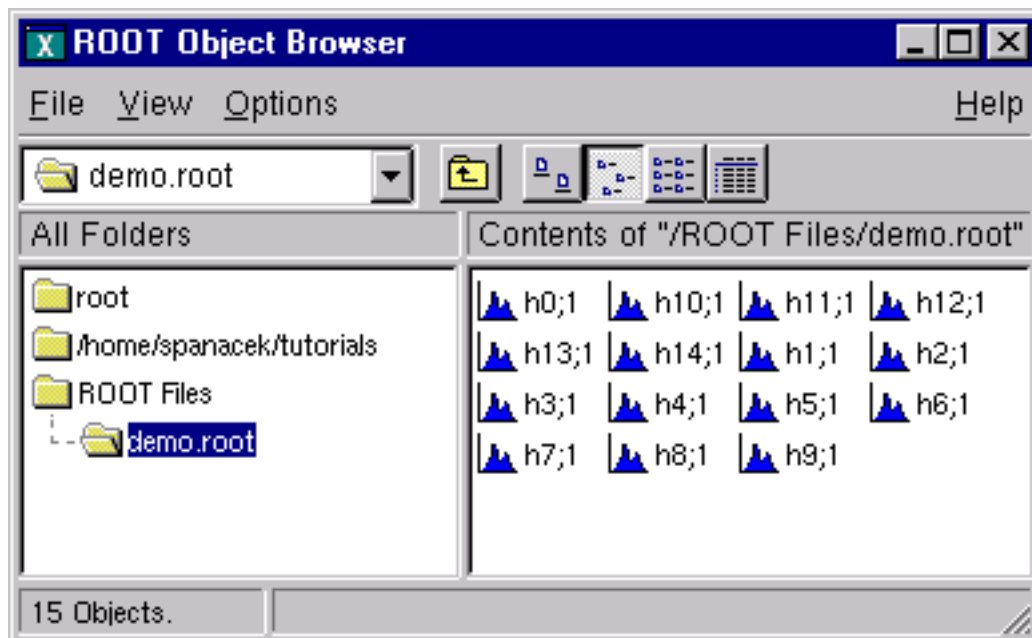 ROOT Object Browser
File View Options Help
demo.root
All Folders
Contents of "/ROOT Files/demo.root"
root
/home/spanacek/tutorials
ROOT Files
demo.root
h0;1 h10;1 h11;1 h12;1
h13;1 h14;1 h1;1 h2;1
h3;1 h4;1 h5;1 h6;1
h7;1 h8;1 h9;1
15 Objects.